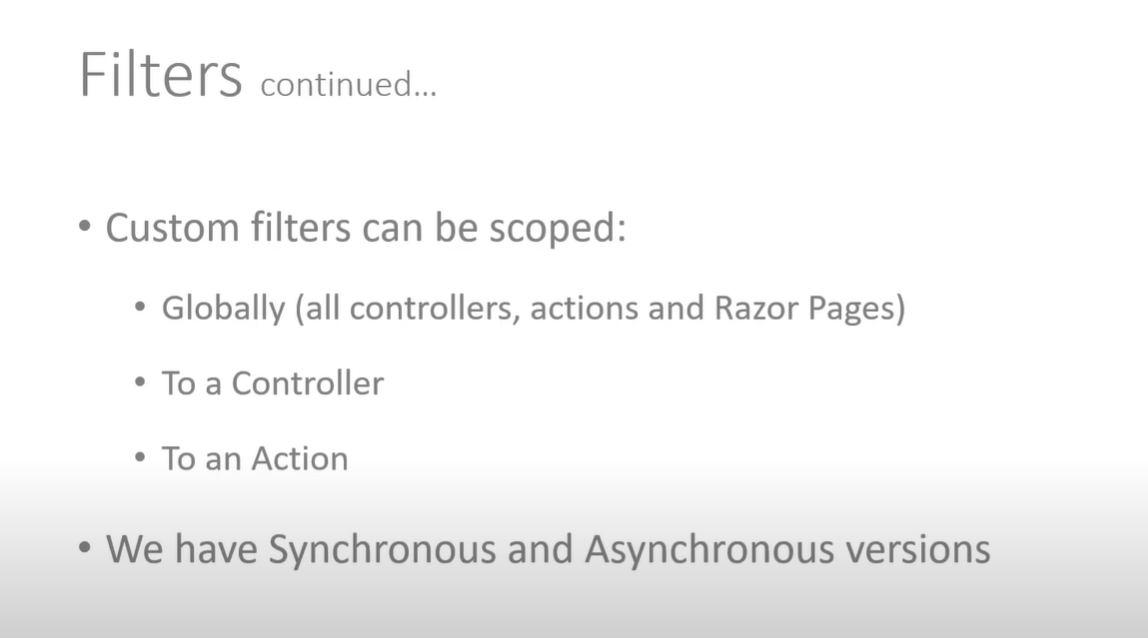 Filters continued...
• Custom filters can be scoped:
• Globally (all controllers, actions and Razor Pages)
• To a Controller
• To an Action
• We have Synchronous and Asynchronous versions